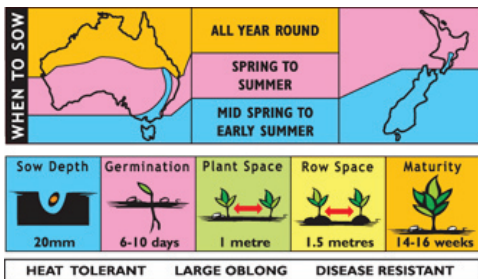 WHEN TO SOW
ALL YEAR ROUND
SPRING TO
SUMMER
MID SPRING TO
EARLY SUMMER
Sow Depth
20mm
Germination
6-10 days
Plant Space
1 metre
Row Space
1.5 metres
Maturity
14-16 weeks
HEAT TOLERANT LARGE OBLONG DISEASE RESISTANT